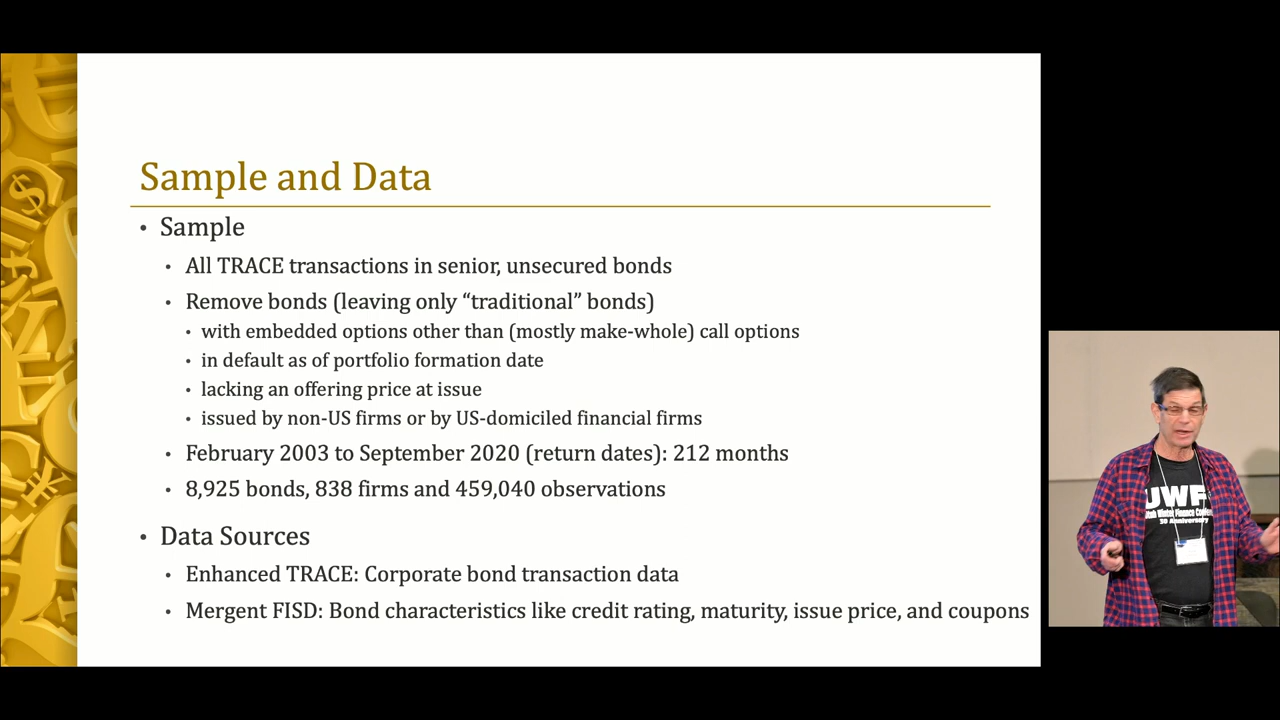 Sample and Data
• Sample
• All TRACE transactions in senior, unsecured bonds
• Remove bonds (leaving only “traditional” bonds)
• with embedded options other than (mostly make-whole) call options
• in default as of portfolio formation date
• lacking an offering price at issue
• issued by non-US firms or by US-domiciled financial firms
• February 2003 to September 2020 (return dates): 212 months
• 8,925 bonds, 838 firms and 459,040 observations
• Data Sources
• Enhanced TRACE: Corporate bond transaction data
• Mergent FISD: Bond characteristics like credit rating, maturity, issue price, and coupons
UWF
Winter Finance
30 Anniversary